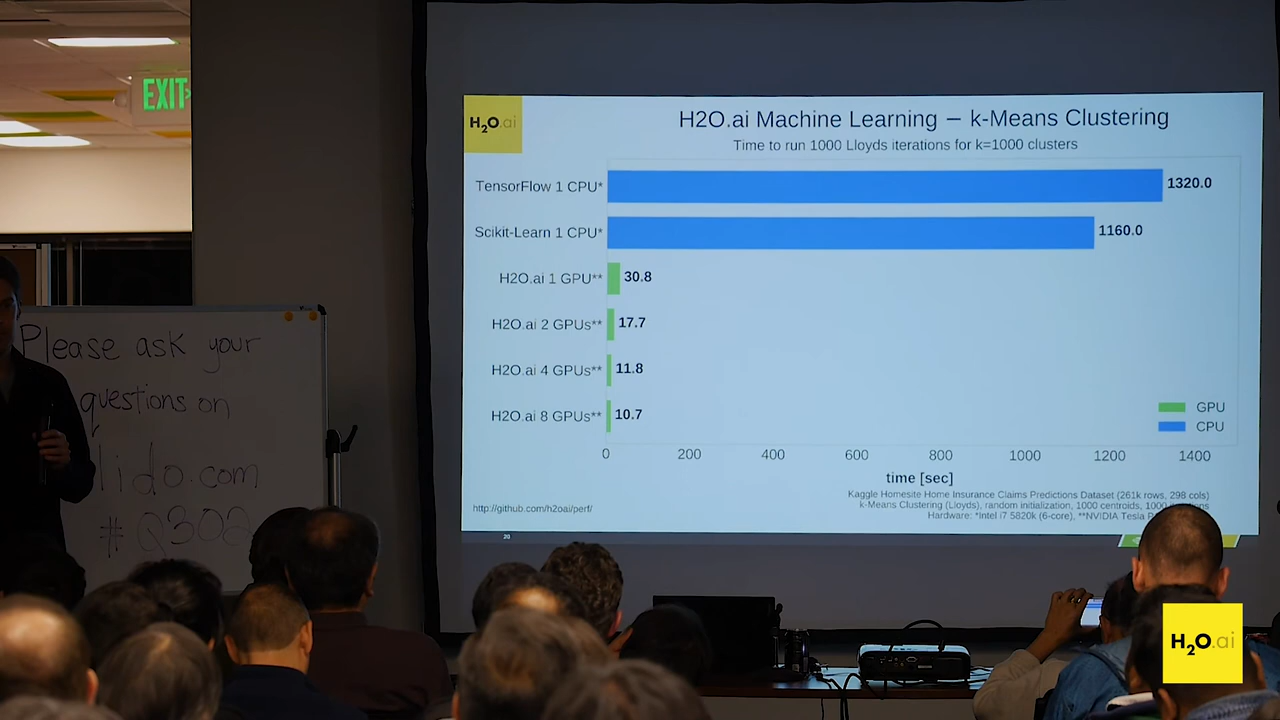 EXIT
H2O.ai
H2O.ai Machine Learning – k-Means Clustering
Time to run 1000 Lloyds iterations for k=1000 clusters
TensorFlow 1 CPU* 1320.0
Scikit-Learn 1 CPU* 1160.0
H2O.ai 1 GPU** 30.8
H2O.ai 2 GPUs** 17.7
H2O.ai 4 GPUs** 11.8
H2O.ai 8 GPUs** 10.7
GPU
CPU
0 200 400 600 800 1000 1200 1400
time [sec]
Kaggle Homesite Home Insurance Claims Predictions Dataset (261k rows, 298 cols)
k-Means Clustering (Lloyds), random initialization, 1000 centroids, 1000 iterations
Hardware: *Intel i7 5820k (6-core), **NVIDIA Tesla
http://github.com/h2oai/perf/
20
Please ask your
questions on
lido.com
#Q302
H2O.ai